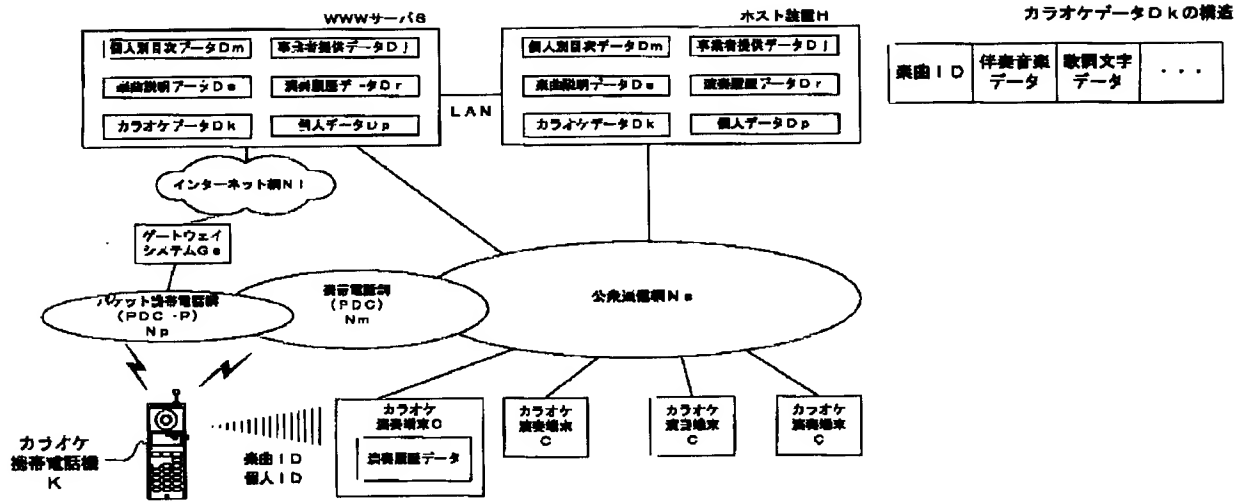 WWWサーバS
個人別目次データDm
事業者提供データDj
楽曲説明データDe
演奏履歴データDr
カラオケデータDk
個人データDp
LAN
ホスト装置H
個人別目次データDm
事業者提供データDj
楽曲説明データDe
演奏履歴データDr
カラオケデータDk
個人データDp
カラオケデータDkの構造
楽曲ID
伴奏音楽
データ
歌詞文字
データ
・・・
インターネット網NI
ゲートウェイ
システムGs
パケット携帯電話網
(PDC-P)
Np
携帯電話網
(PDC)
Nm
公衆通信網Ns
カラオケ
携帯電話機
K
楽曲ID
個人ID
カラオケ
演奏端末C
演奏履歴データ
カラオケ
演奏端末
C
カラオケ
演奏端末
C
カラオケ
演奏端末
C